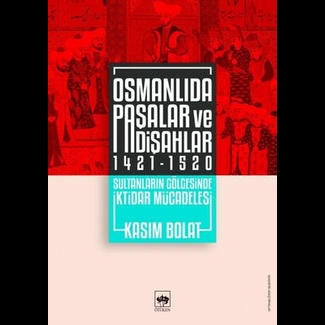 OSMANLIDA
PAŞALAR ve
PADİŞAHLAR
1421-1520
SULTANLARIN GÖLGESİNDE
İKTİDAR MÜCADELESİ
KASIM BOLAT
ÖTÜKEN